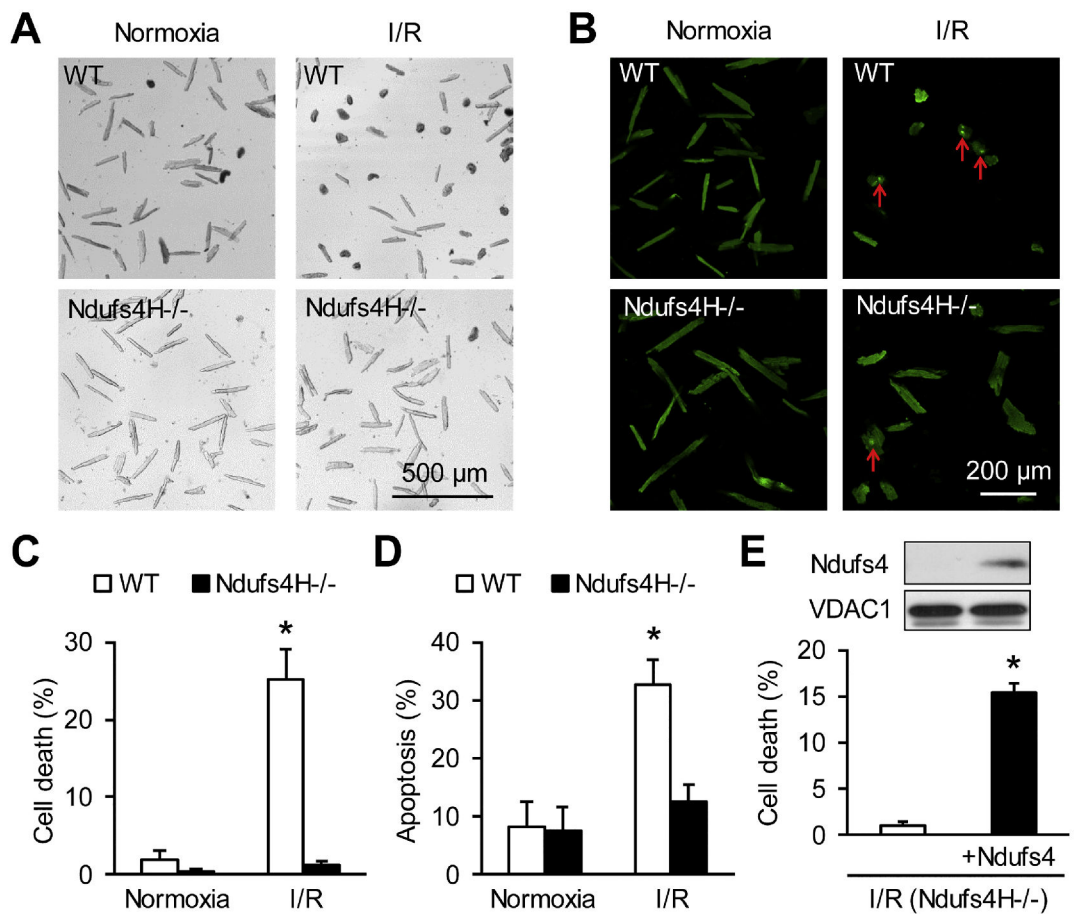 A
Normoxia
I/R
WT
WT
Ndufs4H-/-
Ndufs4H-/-
500 µm
B
Normoxia
I/R
WT
WT
Ndufs4H-/-
Ndufs4H-/-
200 µm
C
WT
Ndufs4H-/-
Cell death (%)
30
20
10
0
*
Normoxia
I/R
D
WT
Ndufs4H-/-
Apoptosis (%)
40
30
20
10
0
*
Normoxia
I/R
E
Ndufs4
VDAC1
Cell death (%)
20
15
10
5
0
*
+Ndufs4
I/R (Ndufs4H-/-)